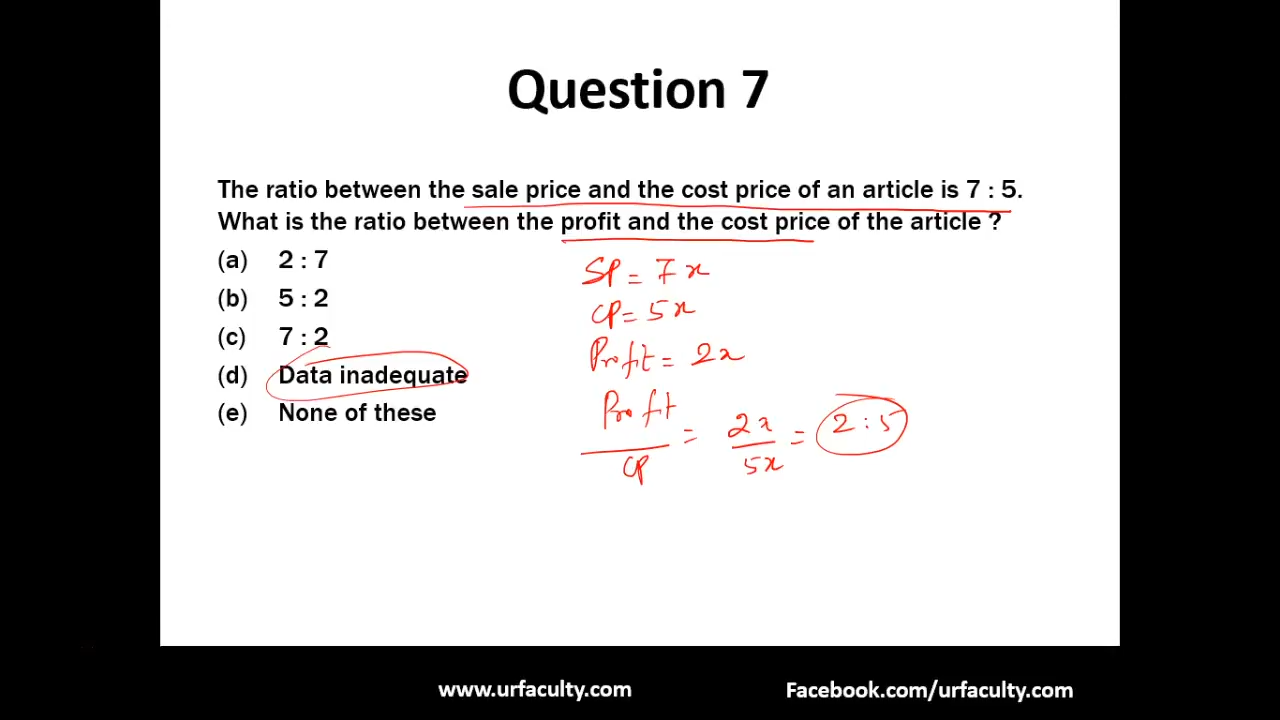 Question 7
The ratio between the sale price and the cost price of an article is 7 : 5.
What is the ratio between the profit and the cost price of the article ?
(a) 2 : 7
(b) 5 : 2
(c) 7 : 2
(d) Data inadequate
(e) None of these
SP = 7x
CP = 5x
Profit = 2x
Profit / CP = 2x / 5x = 2 : 5
www.urfaculty.com
Facebook.com/urfaculty.com